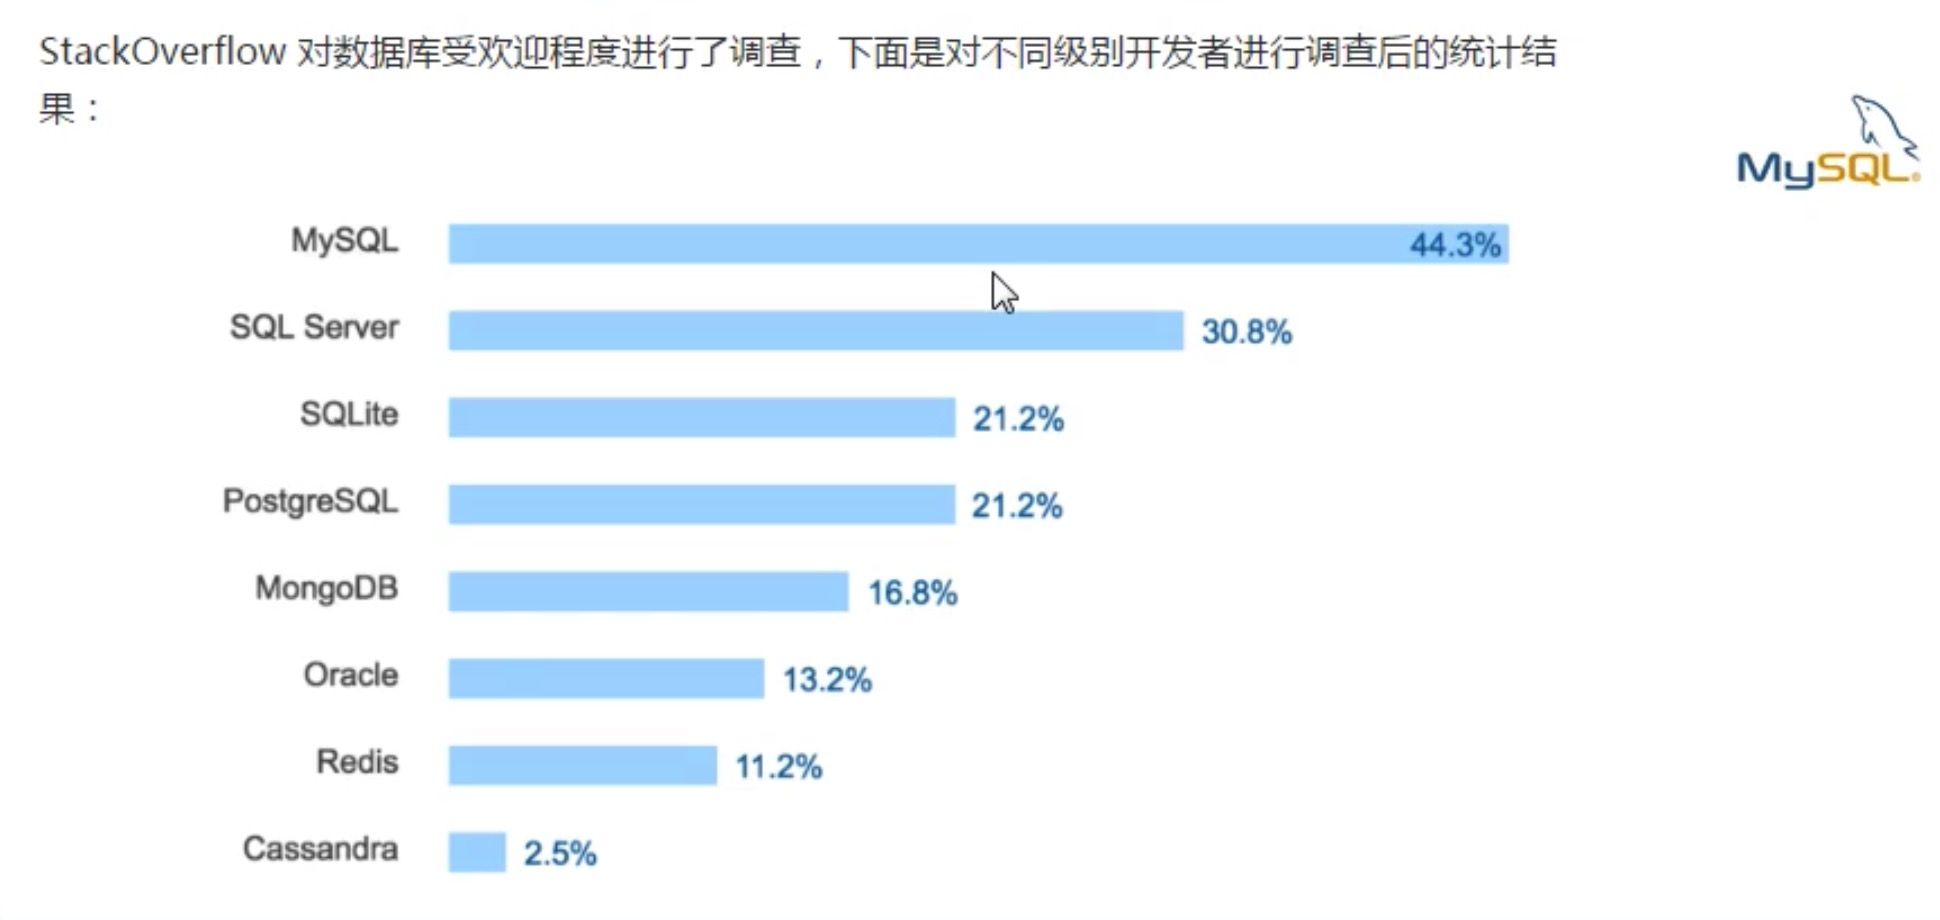 StackOverflow 对数据库受欢迎程度进行了调查，下面是对不同级别开发者进行调查后的统计结
果：
MySQL
MySQL 44.3%
SQL Server 30.8%
SQLite 21.2%
PostgreSQL 21.2%
MongoDB 16.8%
Oracle 13.2%
Redis 11.2%
Cassandra 2.5%